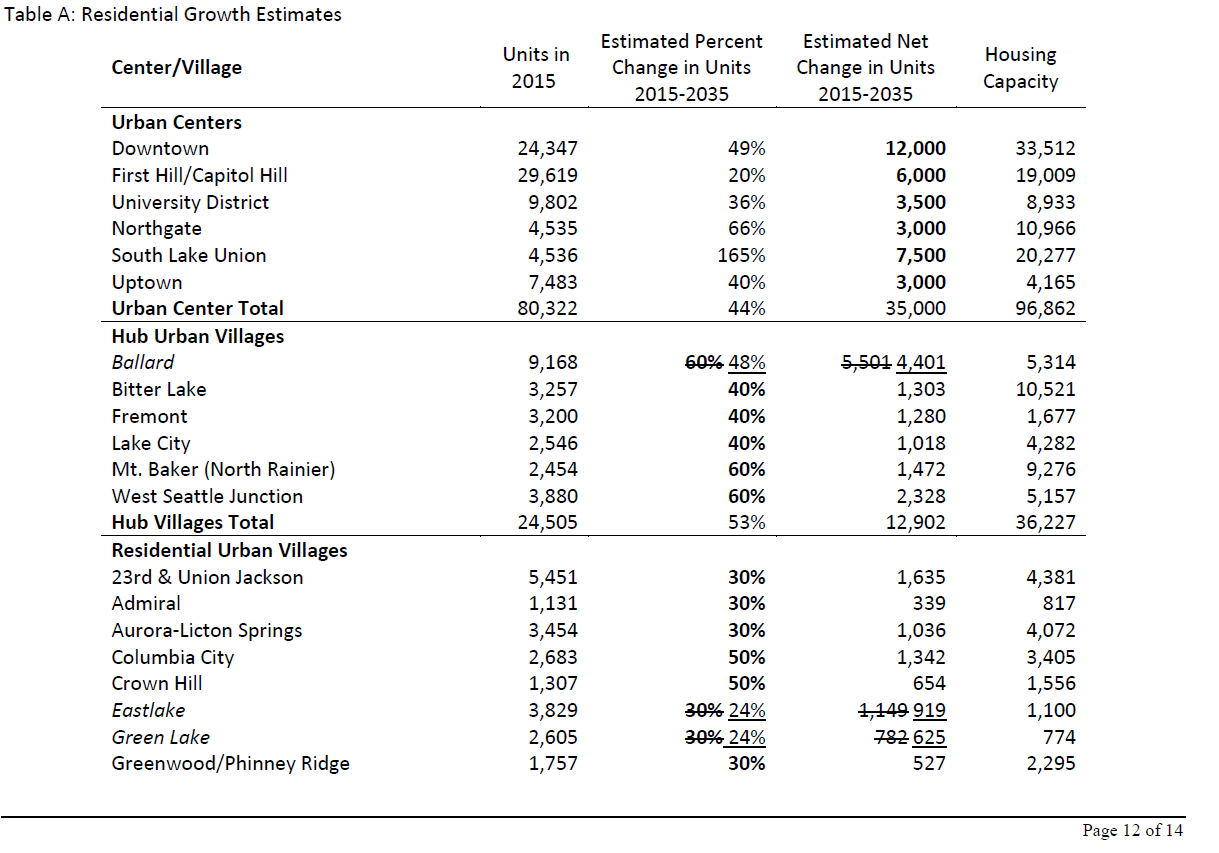 Table A: Residential Growth Estimates
Center/Village Units in 2015 Estimated Percent Change in Units 2015-2035 Estimated Net Change in Units 2015-2035 Housing Capacity
Urban Centers
Downtown 24,347 49% 12,000 33,512
First Hill/Capitol Hill 29,619 20% 6,000 19,009
University District 9,802 36% 3,500 8,933
Northgate 4,535 66% 3,000 10,966
South Lake Union 4,536 165% 7,500 20,277
Uptown 7,483 40% 3,000 4,165
Urban Center Total 80,322 44% 35,000 96,862
Hub Urban Villages
Ballard 9,168 60% 48% 5,501 4,401 5,314
Bitter Lake 3,257 40% 1,303 10,521
Fremont 3,200 40% 1,280 1,677
Lake City 2,546 40% 1,018 4,282
Mt. Baker (North Rainier) 2,454 60% 1,472 9,276
West Seattle Junction 3,880 60% 2,328 5,157
Hub Villages Total 24,505 53% 12,902 36,227
Residential Urban Villages
23rd & Union Jackson 5,451 30% 1,635 4,381
Admiral 1,131 30% 339 817
Aurora-Licton Springs 3,454 30% 1,036 4,072
Columbia City 2,683 50% 1,342 3,405
Crown Hill 1,307 50% 654 1,556
Eastlake 3,829 30% 24% 1,149 919 1,100
Green Lake 2,605 30% 24% 782 625 774
Greenwood/Phinney Ridge 1,757 30% 527 2,295
Page 12 of 14